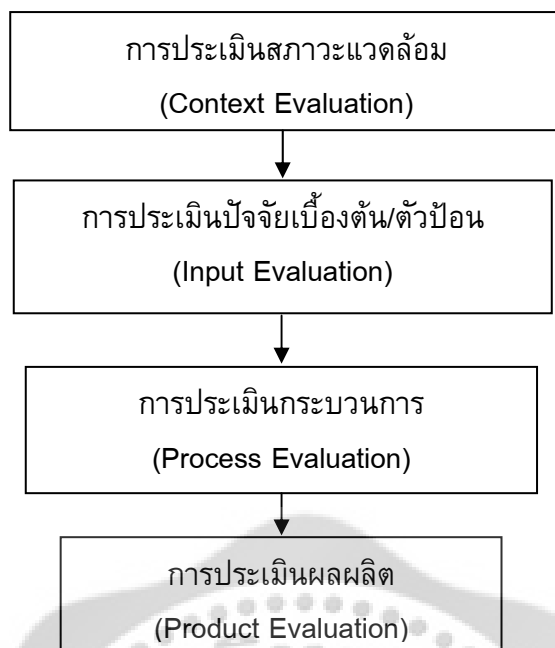 การประเมินสภาวะแวดล้อม
(Context Evaluation)
การประเมินปัจจัยเบื้องต้น/ตัวป้อน
(Input Evaluation)
การประเมินกระบวนการ
(Process Evaluation)
การประเมินผลผลิต
(Product Evaluation)